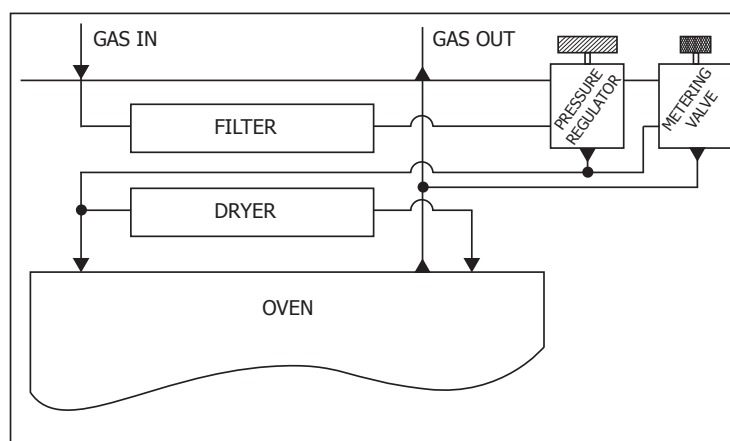 GAS IN
GAS OUT
FILTER
PRESSURE
REGULATOR
METERING
VALVE
DRYER
OVEN